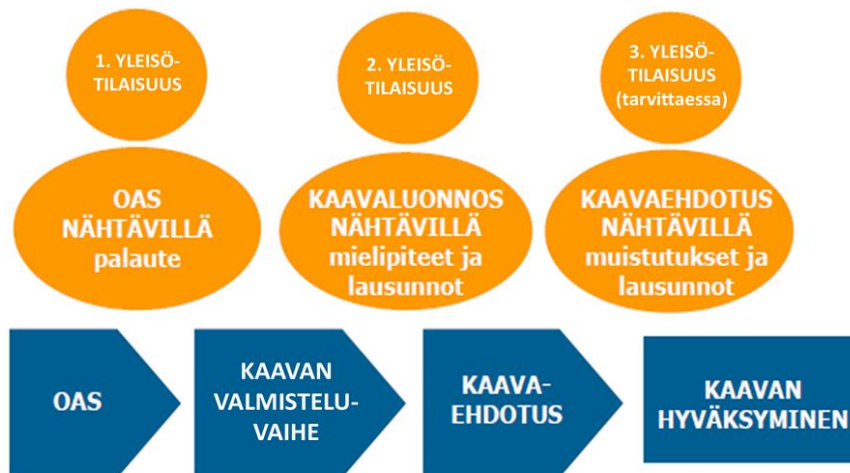 1. YLEISÖ-
TILAISUUS
2. YLEISÖ-
TILAISUUS
3. YLEISÖ-
TILAISUUS
(tarvittaessa)
OAS
NÄHTÄVILLÄ
palaute
KAAVALUONNOS
NÄHTÄVILLÄ
mielipiteet ja
lausunnot
KAAVAEHDOTUS
NÄHTÄVILLÄ
muistutukset ja
lausunnot
OAS
KAAVAN
VALMISTELU-
VAIHE
KAAVA-
EHDOTUS
KAAVAN
HYVÄKSYMINEN